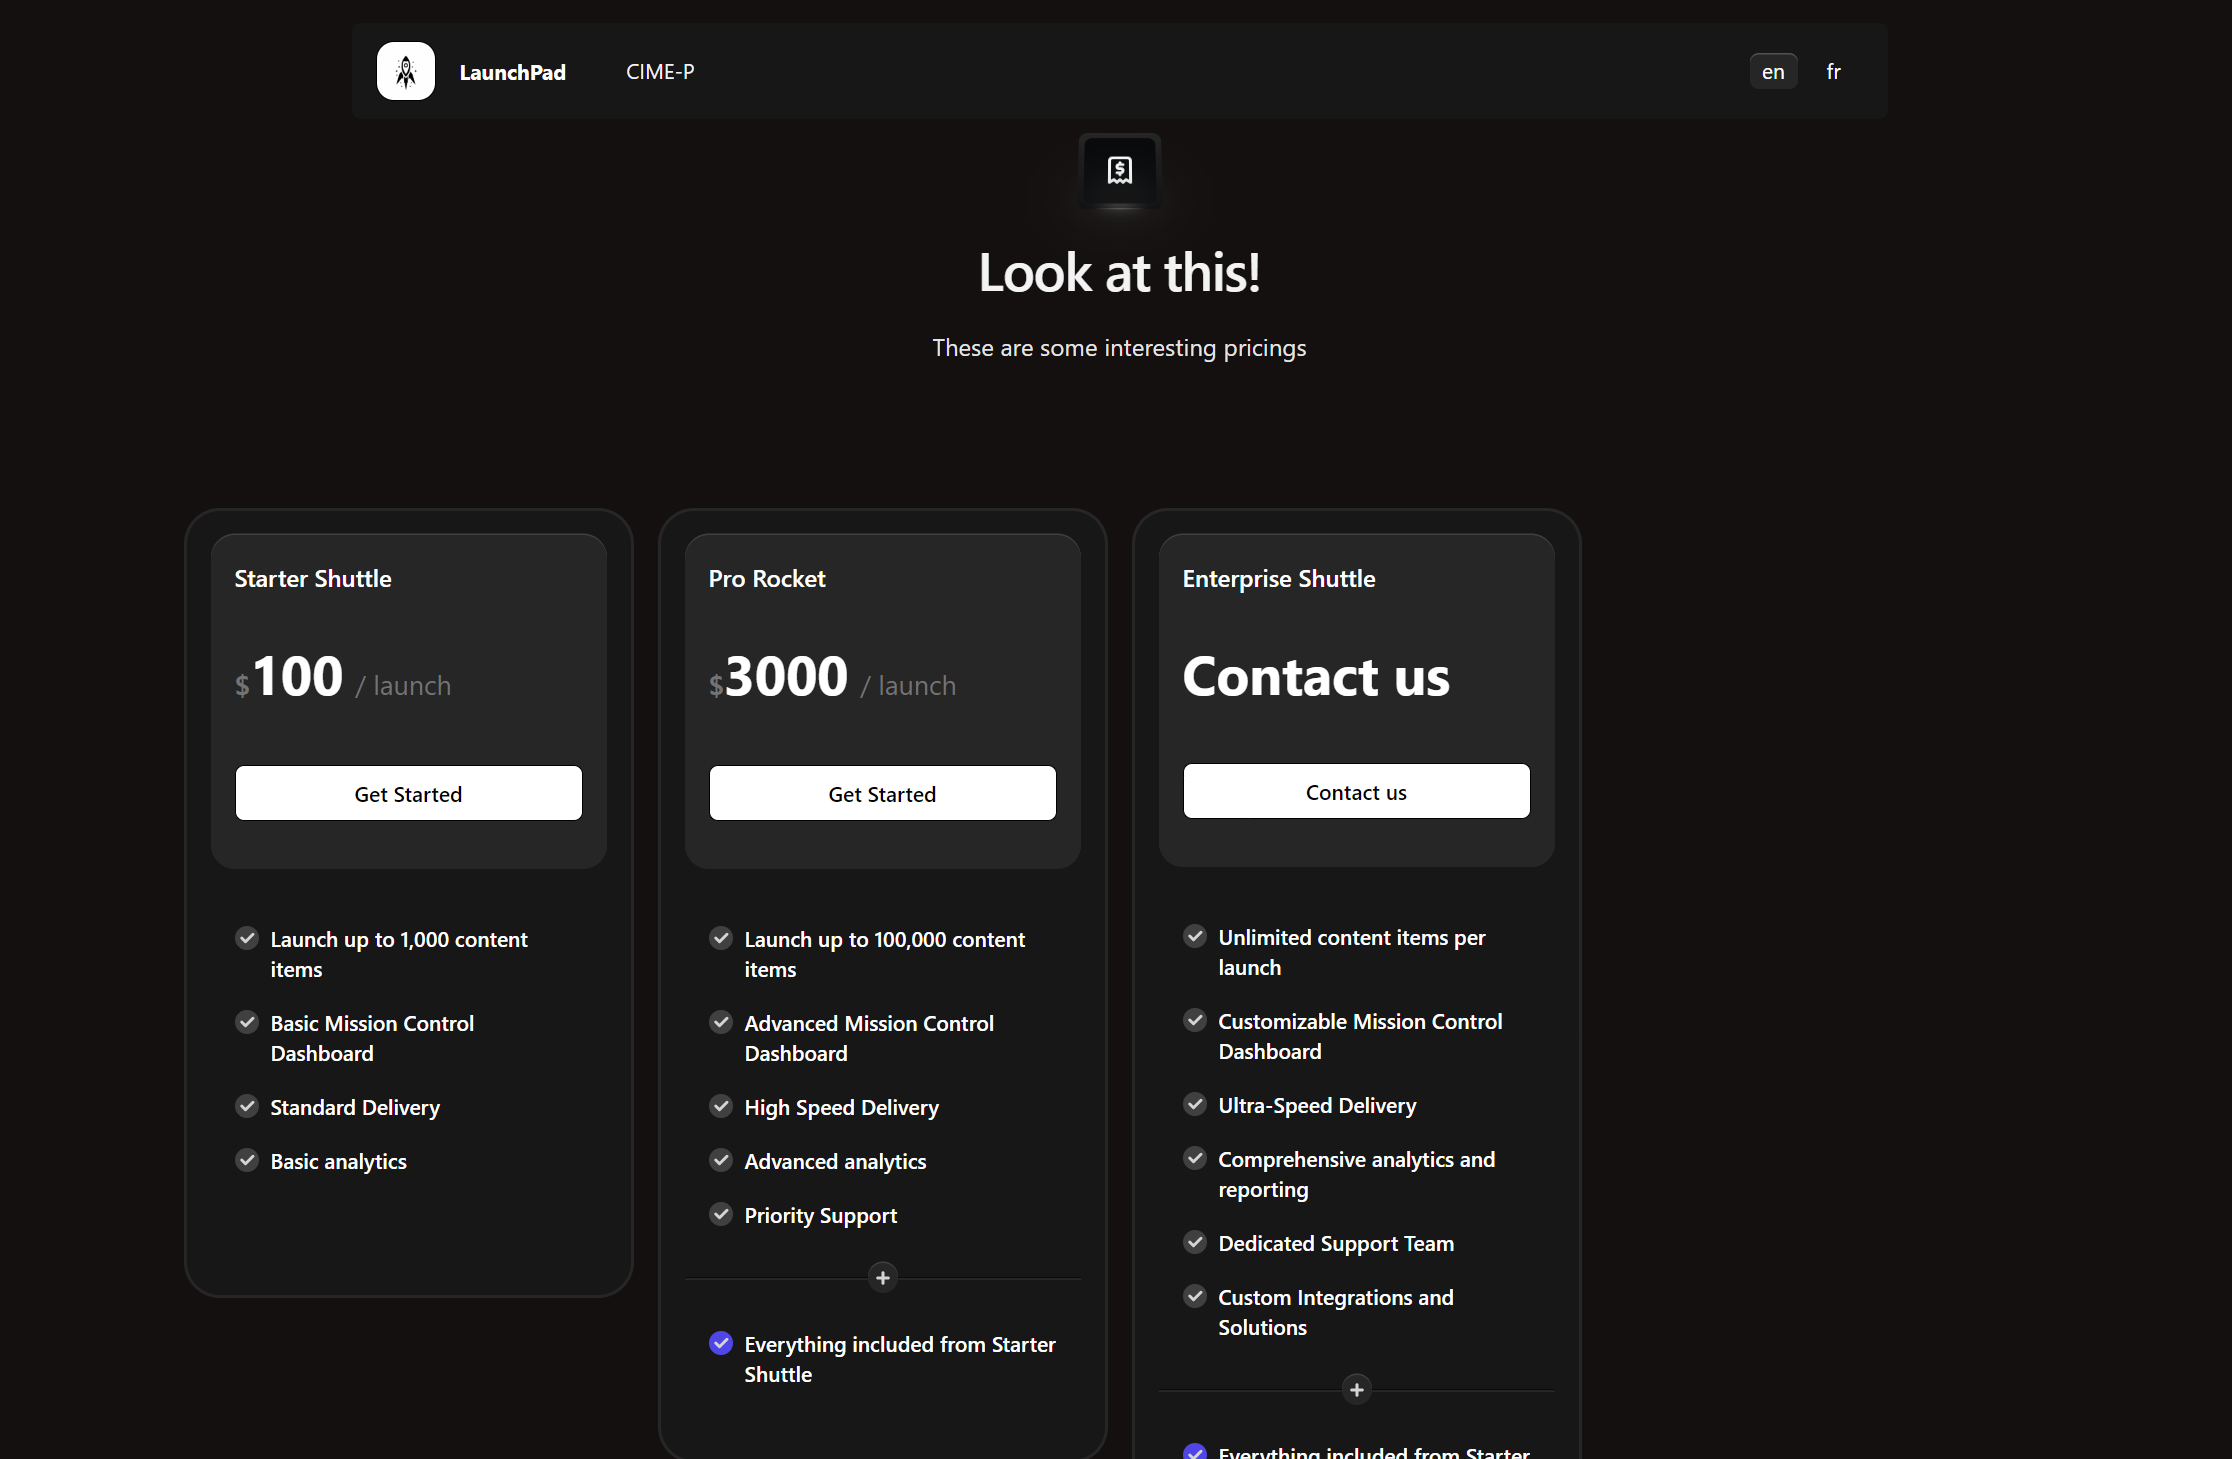 LaunchPad
CIME-P
en
fr
Look at this!
These are some interesting pricings
Starter Shuttle
$100 / launch
Get Started
Launch up to 1,000 content
items
Basic Mission Control
Dashboard
Standard Delivery
Basic analytics
Pro Rocket
$3000 / launch
Get Started
Launch up to 100,000 content
items
Advanced Mission Control
Dashboard
High Speed Delivery
Advanced analytics
Priority Support
Everything included from Starter
Shuttle
Enterprise Shuttle
Contact us
Contact us
Unlimited content items per
launch
Customizable Mission Control
Dashboard
Ultra-Speed Delivery
Comprehensive analytics and
reporting
Dedicated Support Team
Custom Integrations and
Solutions
Everything included from Starter